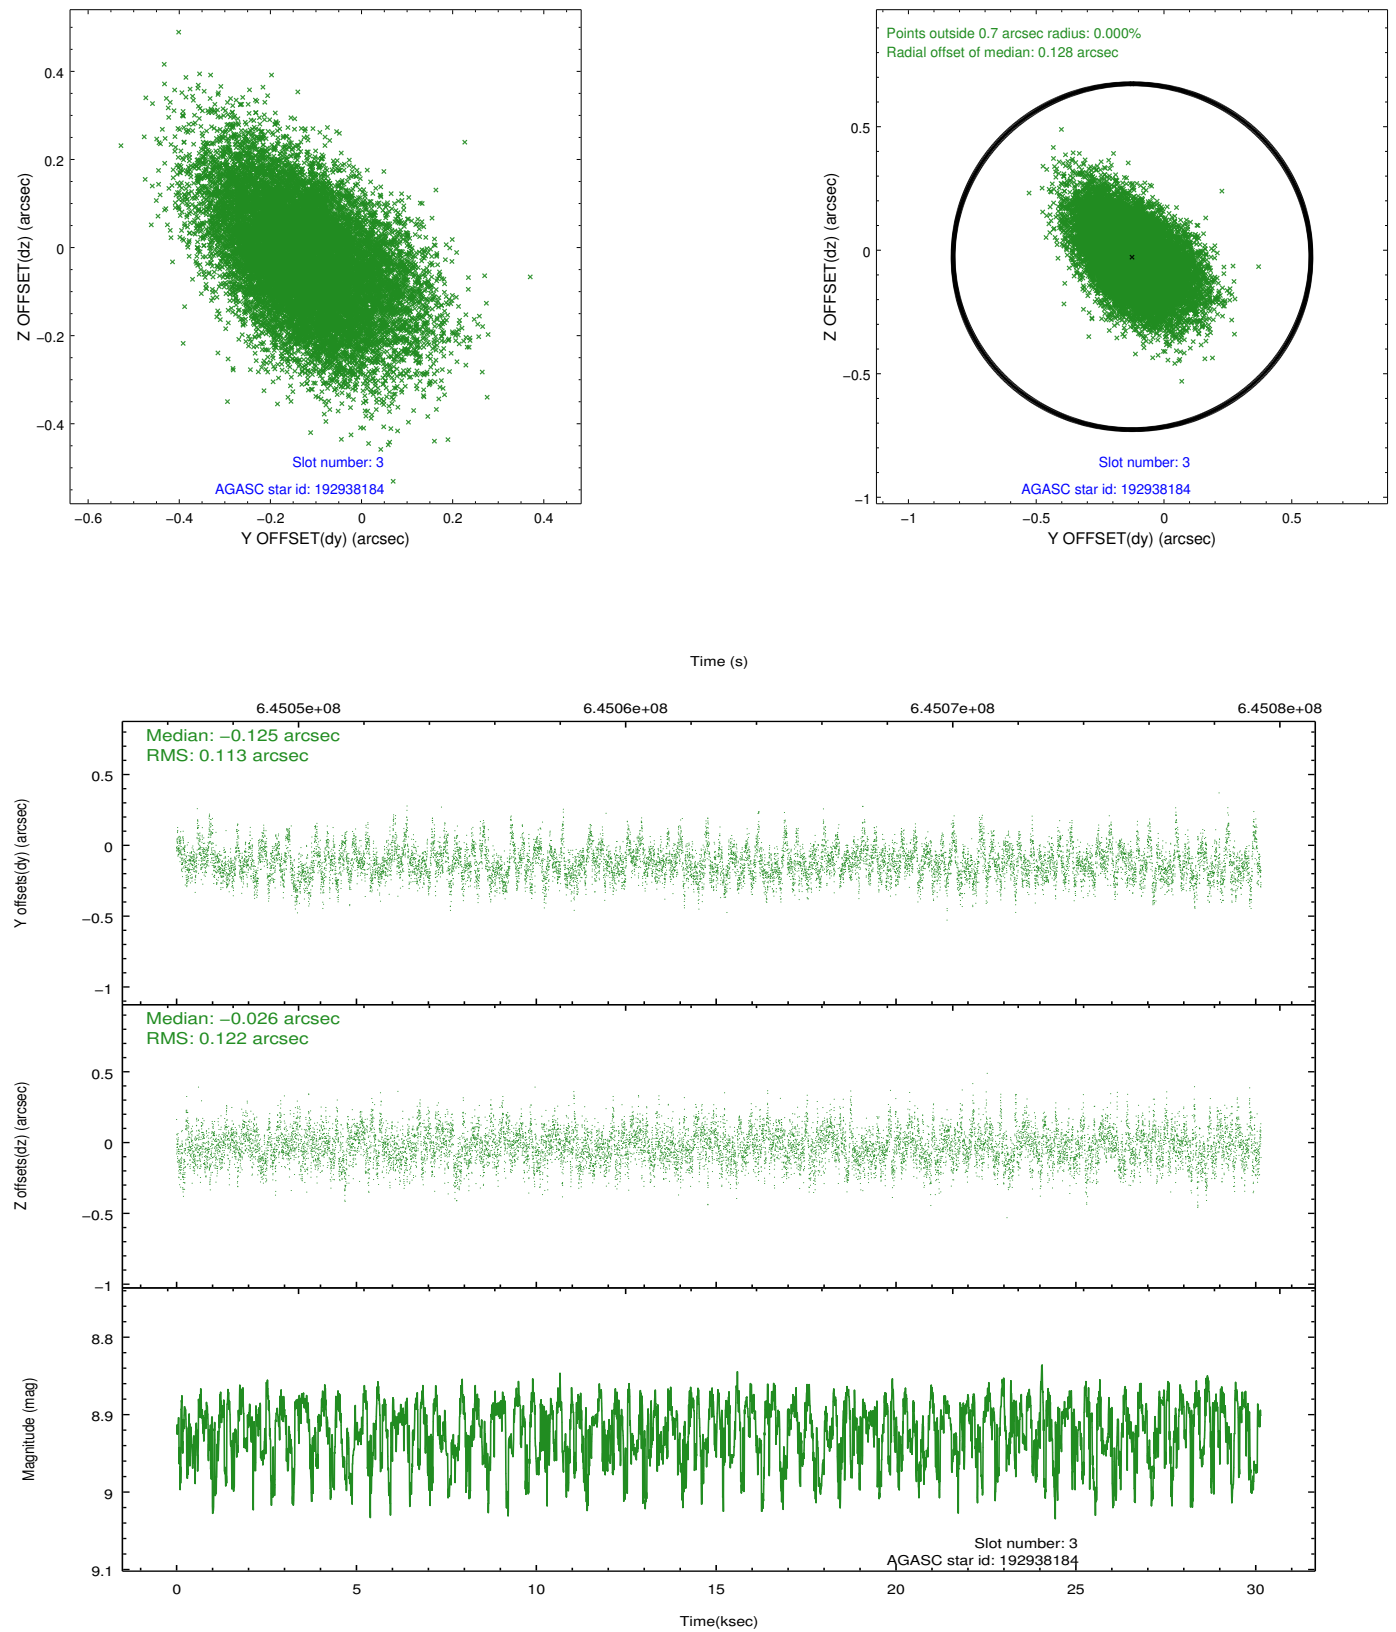 0.4
0.2
0
−0.2
−0.4
Z OFFSET(dz) (arcsec)
Slot number: 3
AGASC star id: 192938184
−0.6 −0.4 −0.2 0 0.2 0.4
Y OFFSET(dy) (arcsec)
Points outside 0.7 arcsec radius: 0.000%
Radial offset of median: 0.128 arcsec
0.5
0
−0.5
−1
Z OFFSET(dz) (arcsec)
Slot number: 3
AGASC star id: 192938184
−1 −0.5 0 0.5
Y OFFSET(dy) (arcsec)
Time (s)
6.4505e+08 6.4506e+08 6.4507e+08 6.4508e+08
Median: −0.125 arcsec
RMS: 0.113 arcsec
0.5
0
−0.5
−1
Y offsets(dy) (arcsec)
Median: −0.026 arcsec
RMS: 0.122 arcsec
0.5
0
−0.5
−1
Z offsets(dz) (arcsec)
8.8
8.9
9
9.1
Magnitude (mag)
Slot number: 3
AGASC star id: 192938184
0 5 10 15 20 25 30
Time(ksec)